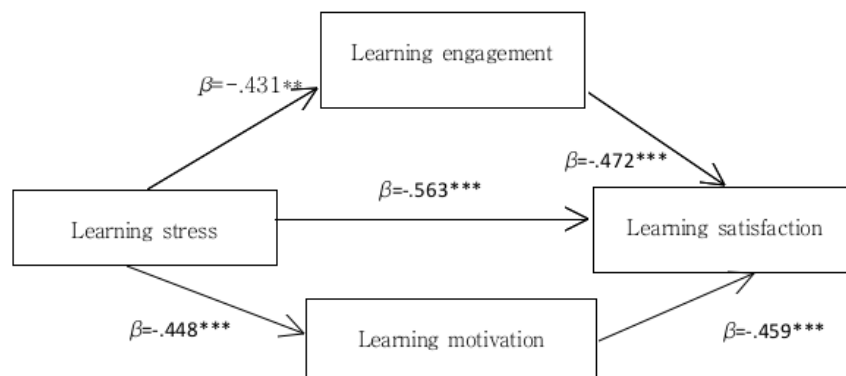 Learning engagement
β=-.431**
β=-.472***
β=-.563***
Learning stress
Learning satisfaction
β=-.448***
Learning motivation
β=-.459***